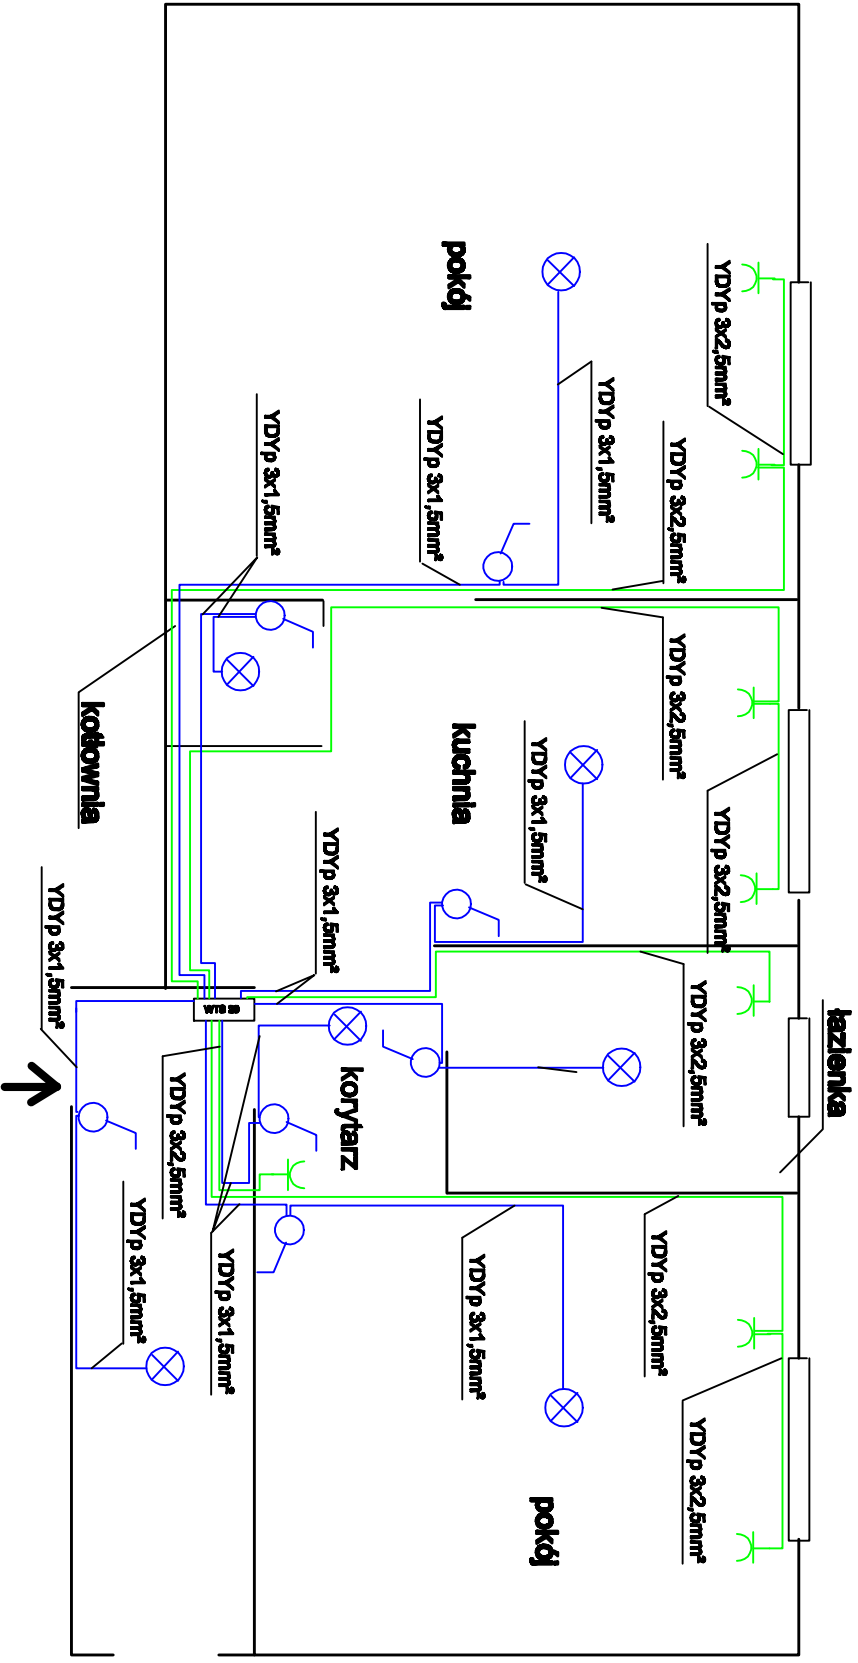 łazienka
YDYp 3x2,5mm²
YDYp 3x2,5mm²
YDYp 3x2,5mm²
YDYp 3x2,5mm²
YDYp 3x2,5mm²
YDYp 3x2,5mm²
YDYp 3x2,5mm²
YDYp 3x1,5mm²
YDYp 3x1,5mm²
pokój
pokój
kuchnia
YDYp 3x1,5mm²
YDYp 3x1,5mm²
korytarz
YDYp 3x1,5mm²
YDYp 3x1,5mm²
YDYp 3x1,5mm²
WTS
YDYp 3x2,5mm²
YDYp 3x1,5mm²
kotłownia
YDYp 3x1,5mm²